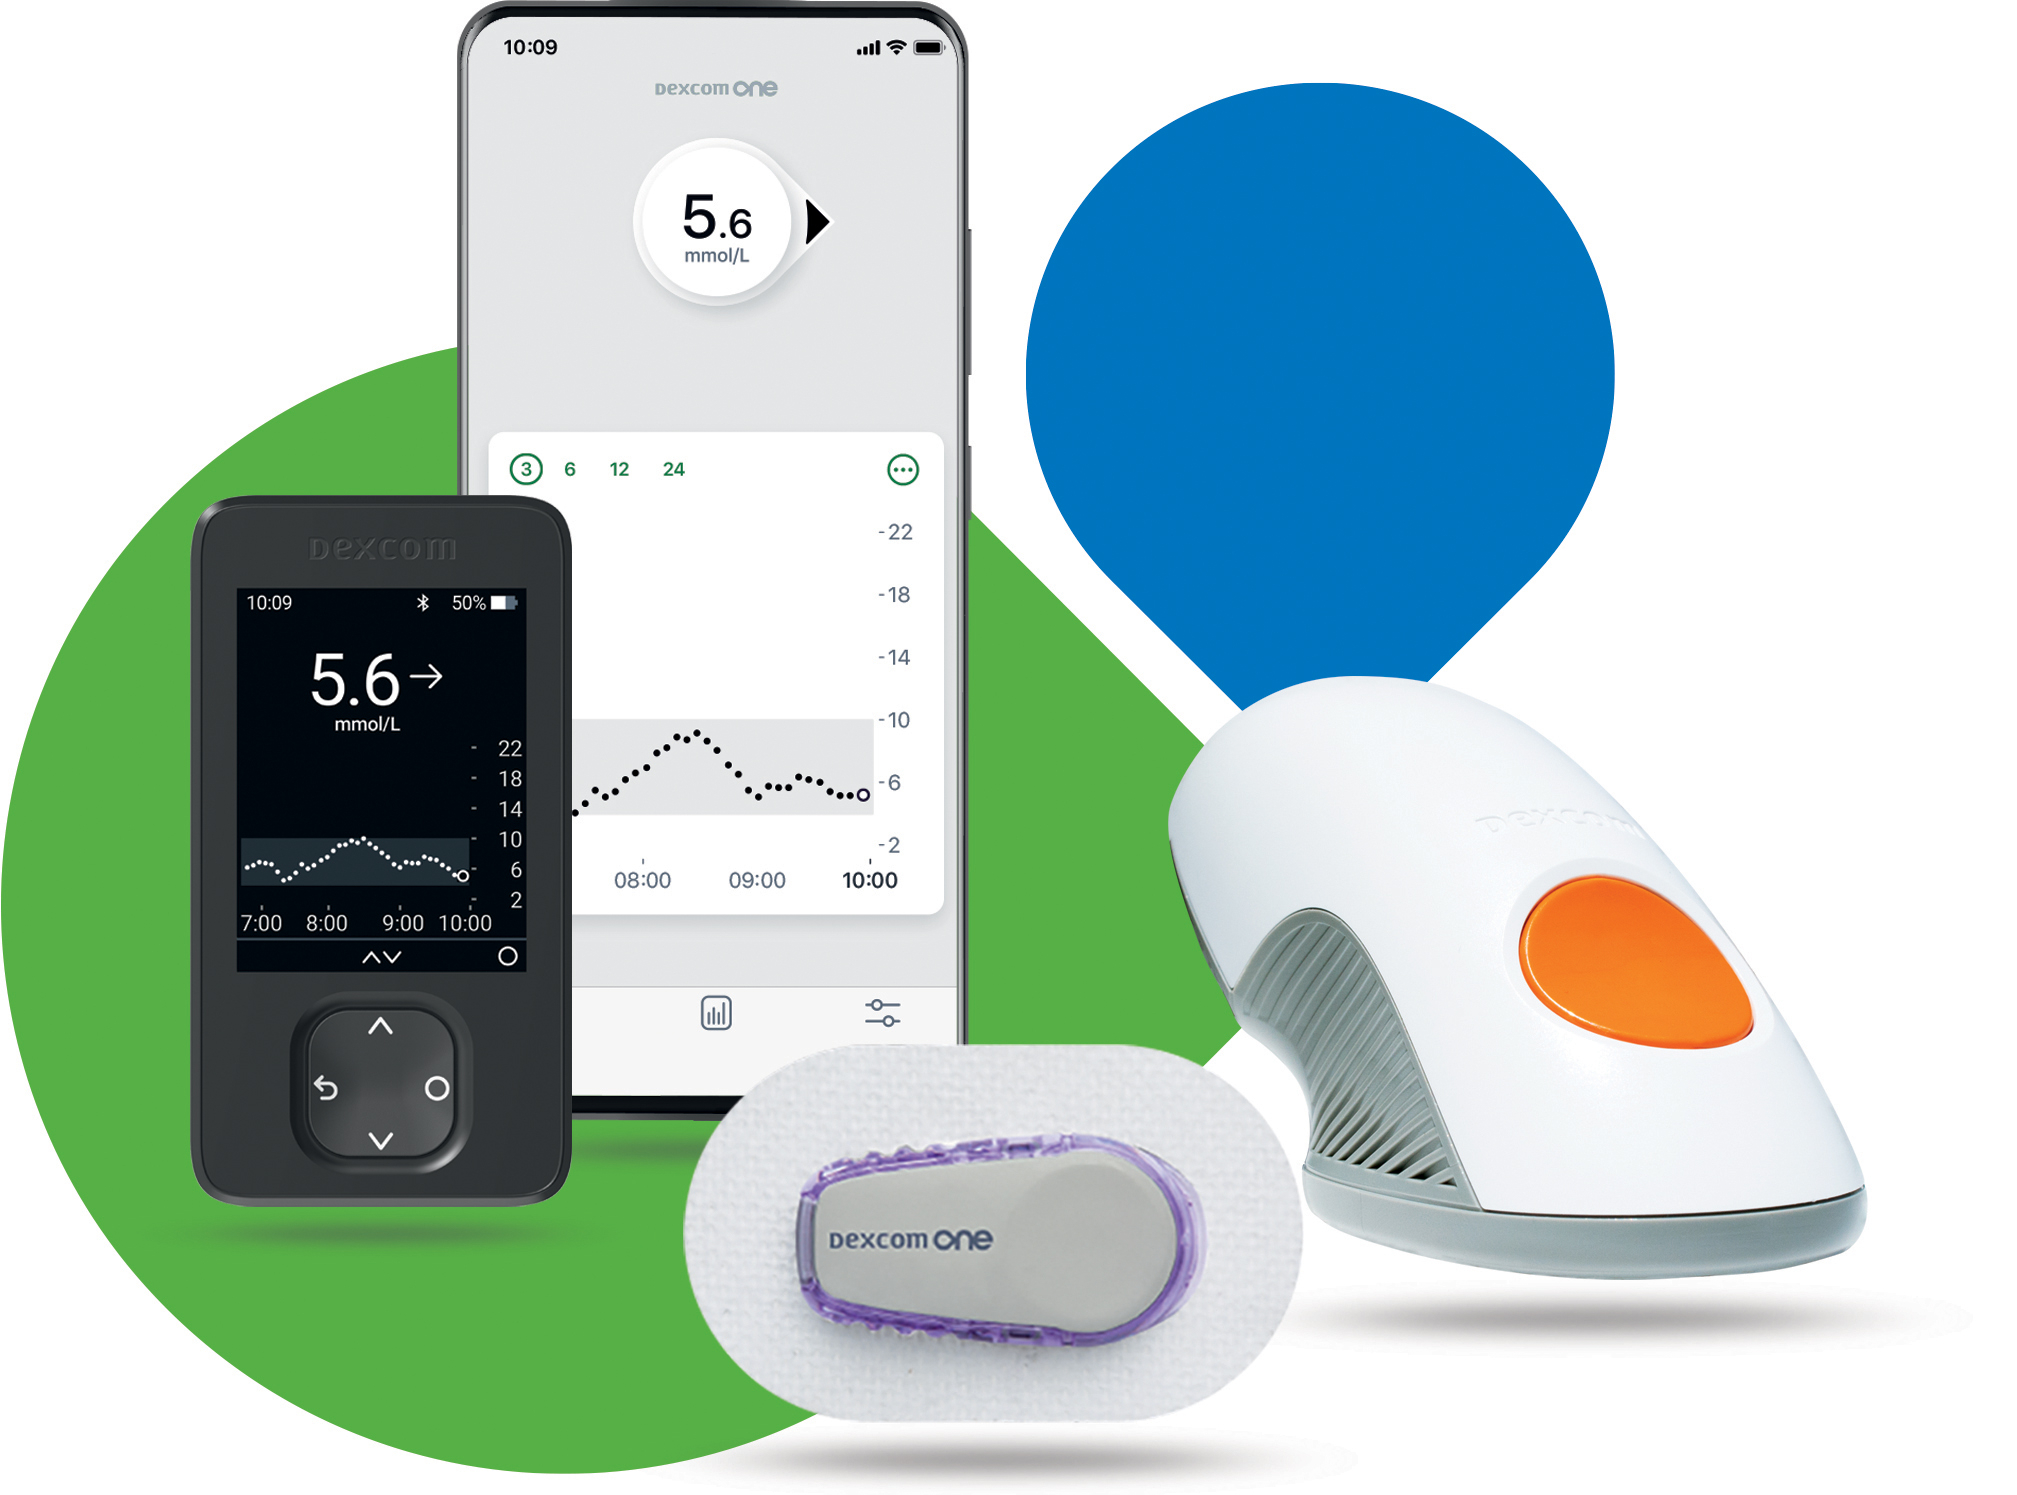 10:09
Dexcom ONE
5.6
mmol/L
3 6 12 24
-22
-18
-14
-10
-6
-2
08:00 09:00 10:00
Dexcom
10:09 50%
5.6→
mmol/L
- 22
- 18
- 14
- 10
- 6
- 2
7:00 8:00 9:00 10:00
Dexcom
Dexcom ONE